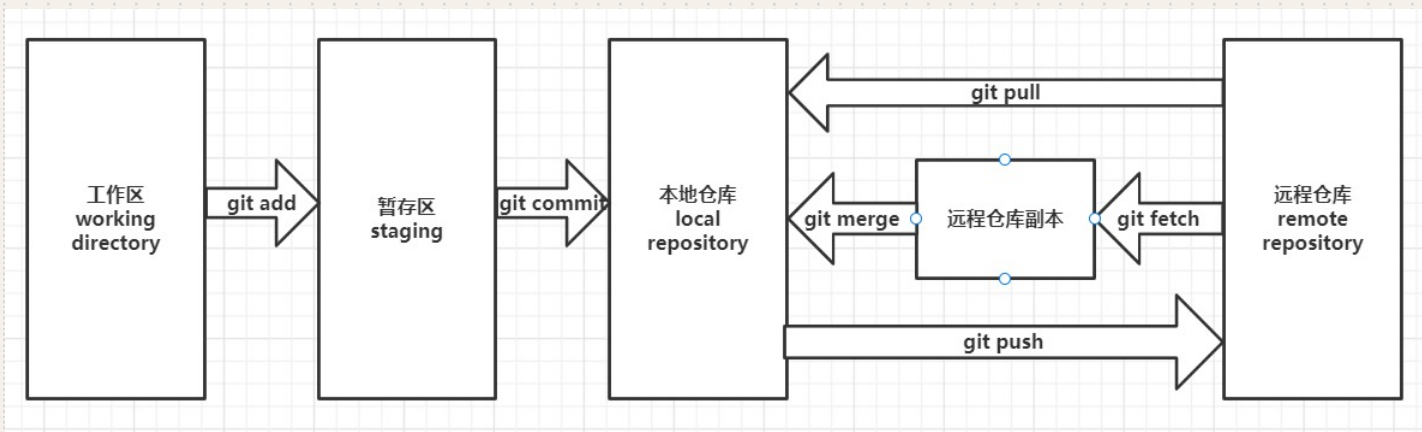 工作区
working
directory
git add
暂存区
staging
git commit
本地仓库
local
repository
git pull
git merge
远程仓库副本
git fetch
git push
远程仓库
remote
repository